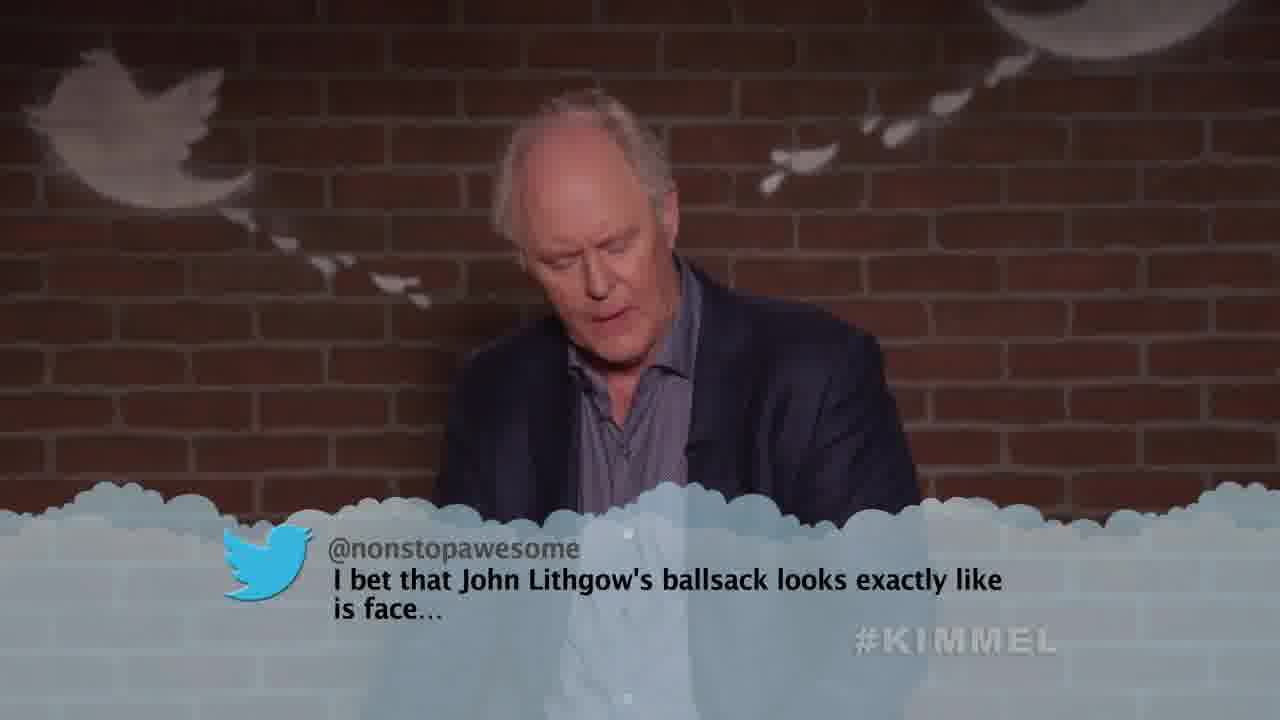 @nonstopawesome
I bet that John Lithgow's ballsack looks exactly like
is face...
#KIMMEL